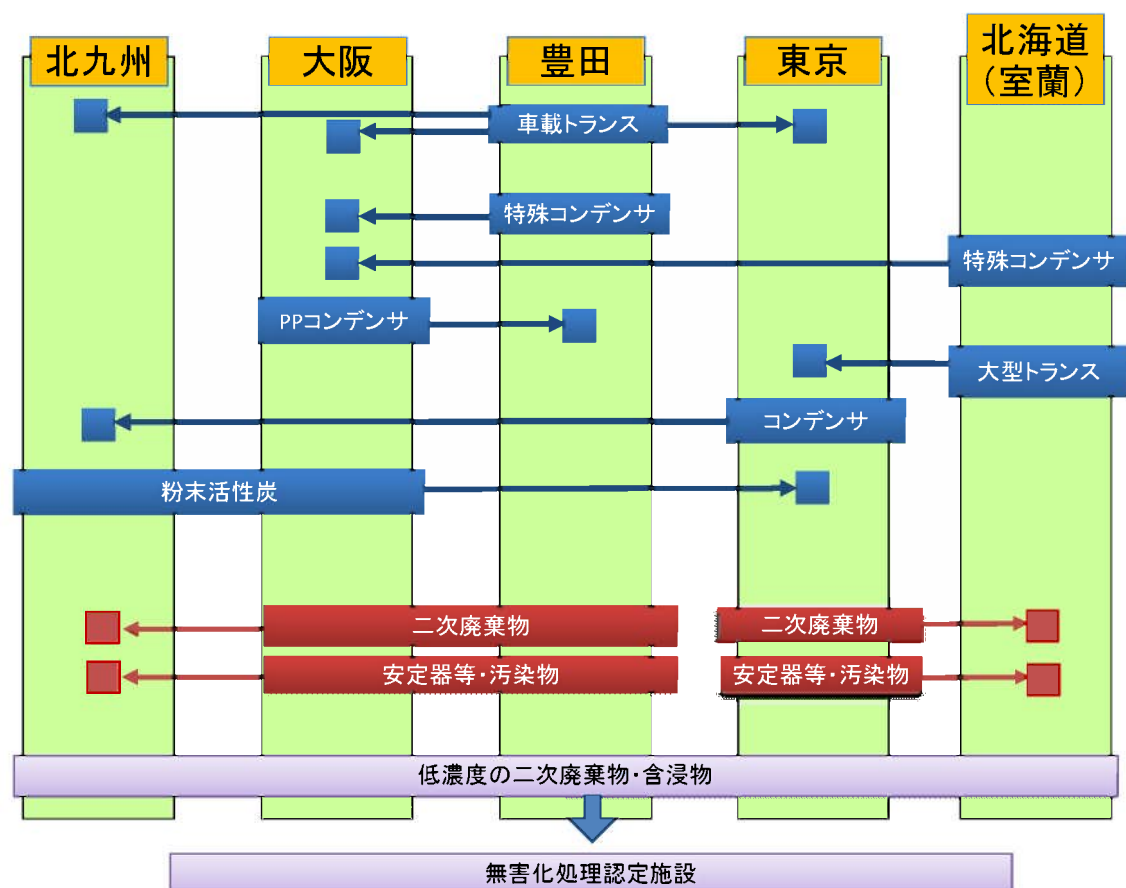 北九州
大阪
豊田
東京
北海道
(室蘭)
車載トランス
特殊コンデンサ
特殊コンデンサ
PPコンデンサ
大型トランス
コンデンサ
粉末活性炭
二次廃棄物
二次廃棄物
安定器等・汚染物
安定器等・汚染物
低濃度の二次廃棄物・含浸物
無害化処理認定施設